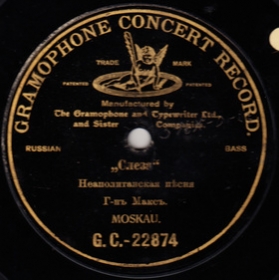 GRAMOPHONE CONCERT RECORD.
TRADE MARK
PATENTED PATENTED
Manufactured by
The Gramophone and Typewriter Ltd.,
and Sister Companies
RUSSIAN BASS
„Слеза“
Неаполитанская пѣсня
Г-нъ Максъ.
MOSKAU.
G.C.-22874